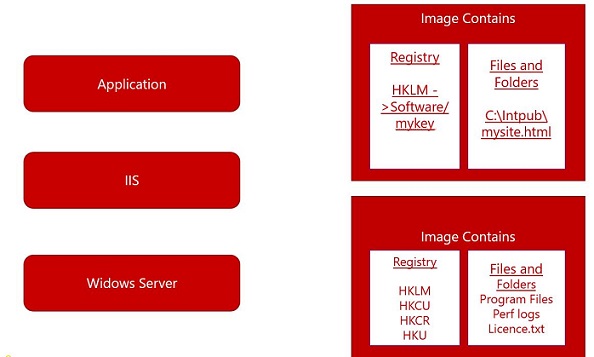 Application
IIS
Widows Server
Image Contains
Registry
HKLM -
>Software/
mykey
Files and
Folders
C:\Intpub\
mysite.html
Image Contains
Registry
HKLM
HKCU
HKCR
HKU
Files and
Folders
Program Files
Perf logs
Licence.txt